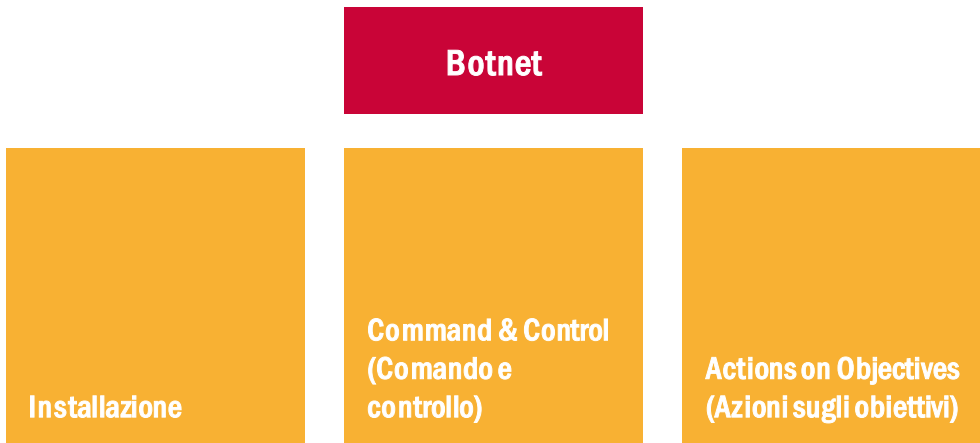 Botnet
Installazione
Command & Control
(Comando e
controllo)
Actions on Objectives
(Azioni sugli obiettivi)